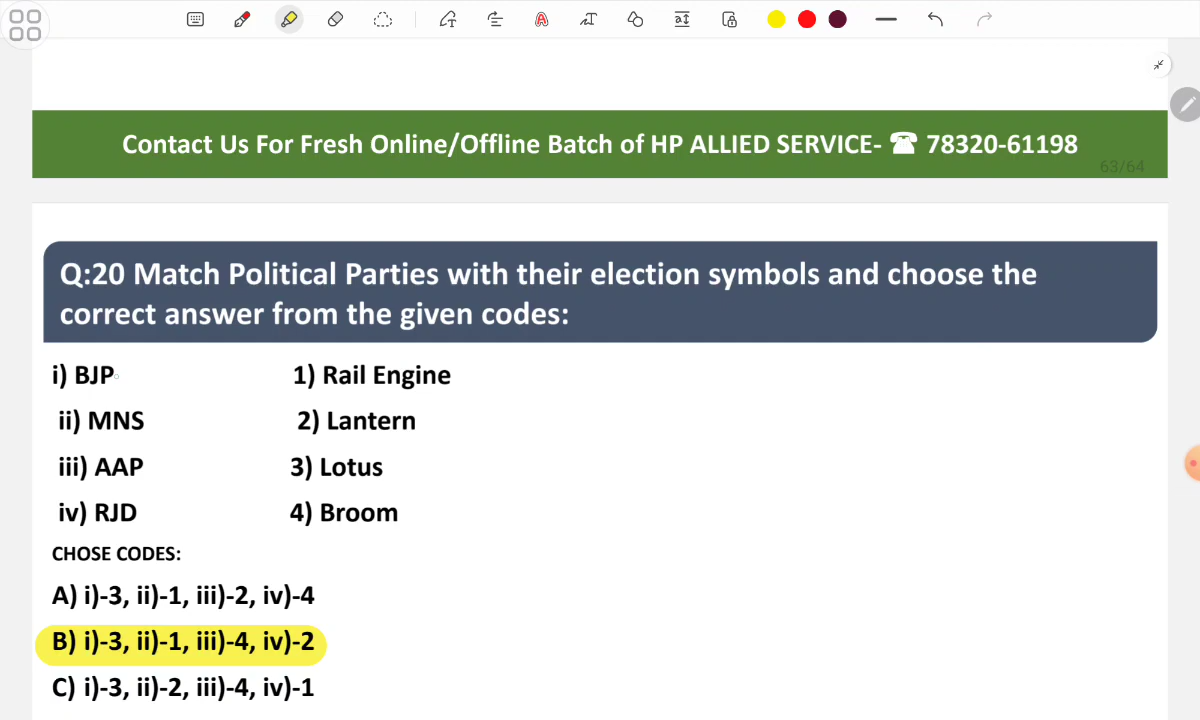 Contact Us For Fresh Online/Offline Batch of HP ALLIED SERVICE- ☎ 78320-61198
63/64
Q:20 Match Political Parties with their election symbols and choose the
correct answer from the given codes:
i) BJP 1) Rail Engine
ii) MNS 2) Lantern
iii) AAP 3) Lotus
iv) RJD 4) Broom
CHOSE CODES:
A) i)-3, ii)-1, iii)-2, iv)-4
B) i)-3, ii)-1, iii)-4, iv)-2
C) i)-3, ii)-2, iii)-4, iv)-1